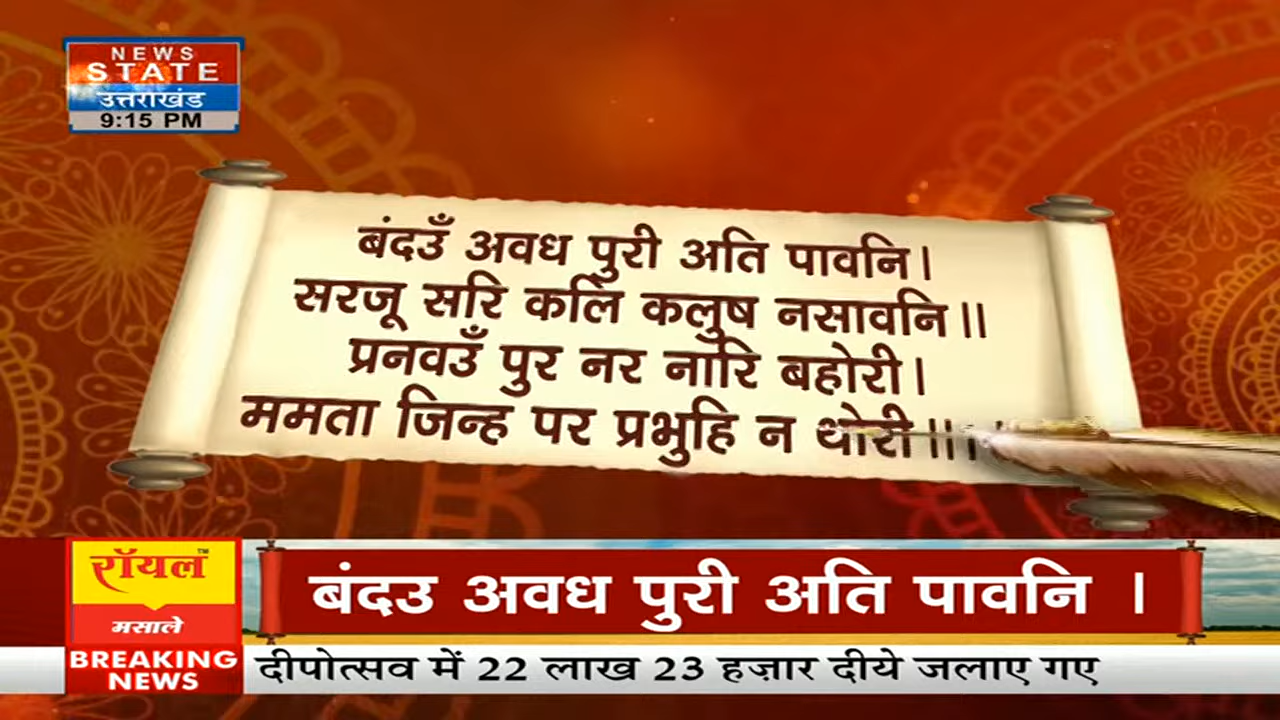 NEWS
STATE
उत्तराखंड
9:15 PM
बंदउँ अवध पुरी अति पावनि।
सरजू सरि कलि कलुष नसावनि॥
प्रनवउँ पुर नर नारि बहोरी।
ममता जिन्ह पर प्रभुहि न थोरी॥
रॉयल™
मसाले
बंदउ अवध पुरी अति पावनि ।
BREAKING
NEWS
दीपोत्सव में 22 लाख 23 हज़ार दीये जलाए गए